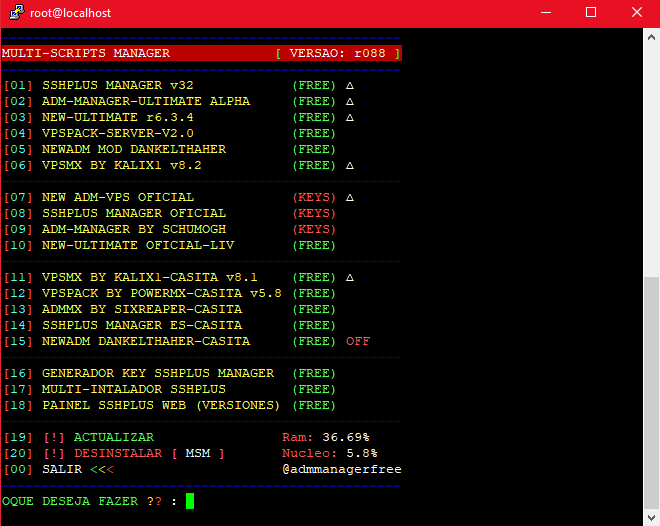 root@localhost
MULTI-SCRIPTS MANAGER [ VERSAO: r088 ]
[01] SSHPLUS MANAGER v32 (FREE) ∆
[02] ADM-MANAGER-ULTIMATE ALPHA (FREE) ∆
[03] NEW-ULTIMATE r6.3.4 (FREE) ∆
[04] VPSPACK-SERVER-V2.0 (FREE)
[05] NEWADM MOD DANKELTHAHER (FREE)
[06] VPSMX BY KALIX1 v8.2 (FREE) ∆
[07] NEW ADM-VPS OFICIAL (KEYS) ∆
[08] SSHPLUS MANAGER OFICIAL (KEYS)
[09] ADM-MANAGER BY SCHUMOGH (KEYS)
[10] NEW-ULTIMATE OFICIAL-LIV (FREE)
[11] VPSMX BY KALIX1-CASITA v8.1 (FREE) ∆
[12] VPSPACK BY POWERMX-CASITA v5.8 (FREE)
[13] ADMMX BY SIXREAPER-CASITA (FREE)
[14] SSHPLUS MANAGER ES-CASITA (FREE)
[15] NEWADM DANKELTHAHER-CASITA (FREE) OFF
[16] GENERADOR KEY SSHPLUS MANAGER (FREE)
[17] MULTI-INTALADOR SSHPLUS (FREE)
[18] PAINEL SSHPLUS WEB (VERSIONES) (FREE)
[19] [!] ACTUALIZAR Ram: 36.69%
[20] [!] DESINSTALAR [ MSM ] Nucleo: 5.8%
[00] SALIR <<< @admmanagerfree
OQUE DESEJA FAZER ?? :